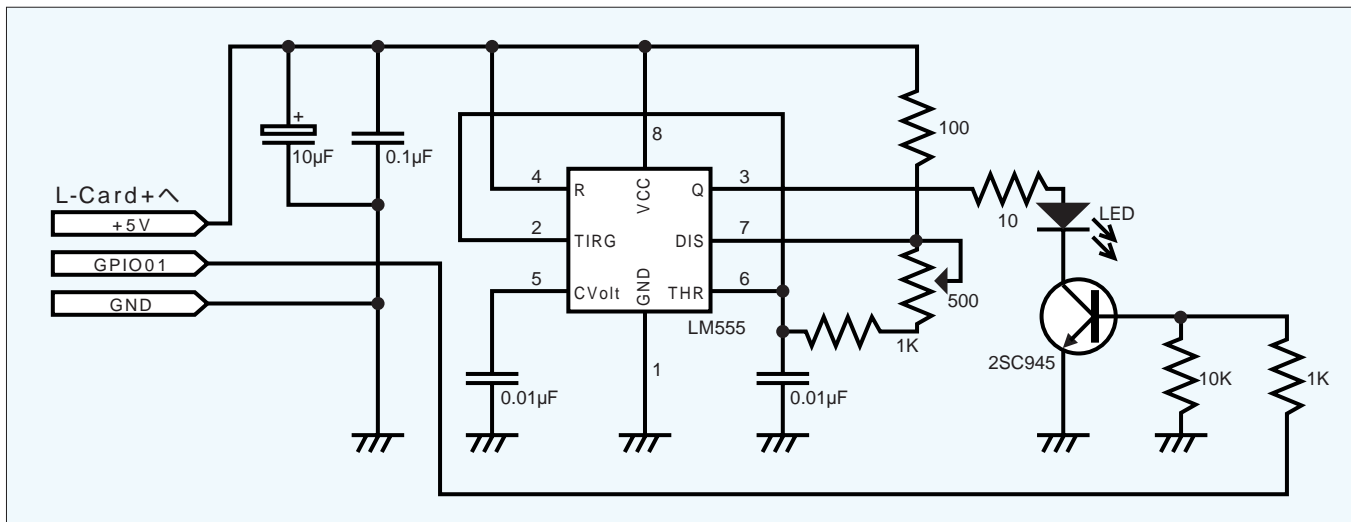 L-Card+へ
+5V
GPIO01
GND
+
10µF
0.1µF
8
4
R
VCC
Q
3
2
TIRG
DIS
7
5
CVolt
GND
THR
6
LM555
1
0.01µF
0.01µF
100
500
1K
10
LED
2SC945
10K
1K